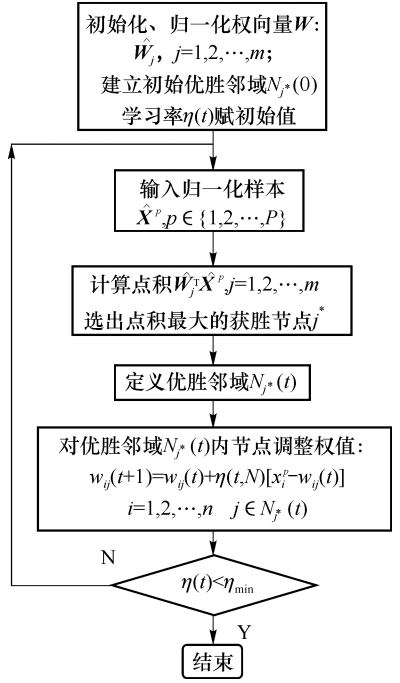 初始化、归一化权向量W:
Ŵj，j=1,2,⋯,m；
建立初始优胜邻域Nj*(0)
学习率η(t)赋初始值
输入归一化样本
X̂ᵖ,p∈{1,2,⋯,P}
计算点积ŴjᵀX̂ᵖ,j=1,2,⋯,m
选出点积最大的获胜节点j*
定义优胜邻域Nj*(t)
对优胜邻域Nj*(t)内节点调整权值:
wij(t+1)=wij(t)+η(t,N)[xiᵖ−wij(t)]
i=1,2,⋯,n j∈Nj*(t)
N
η(t)<ηmin
Y
结束